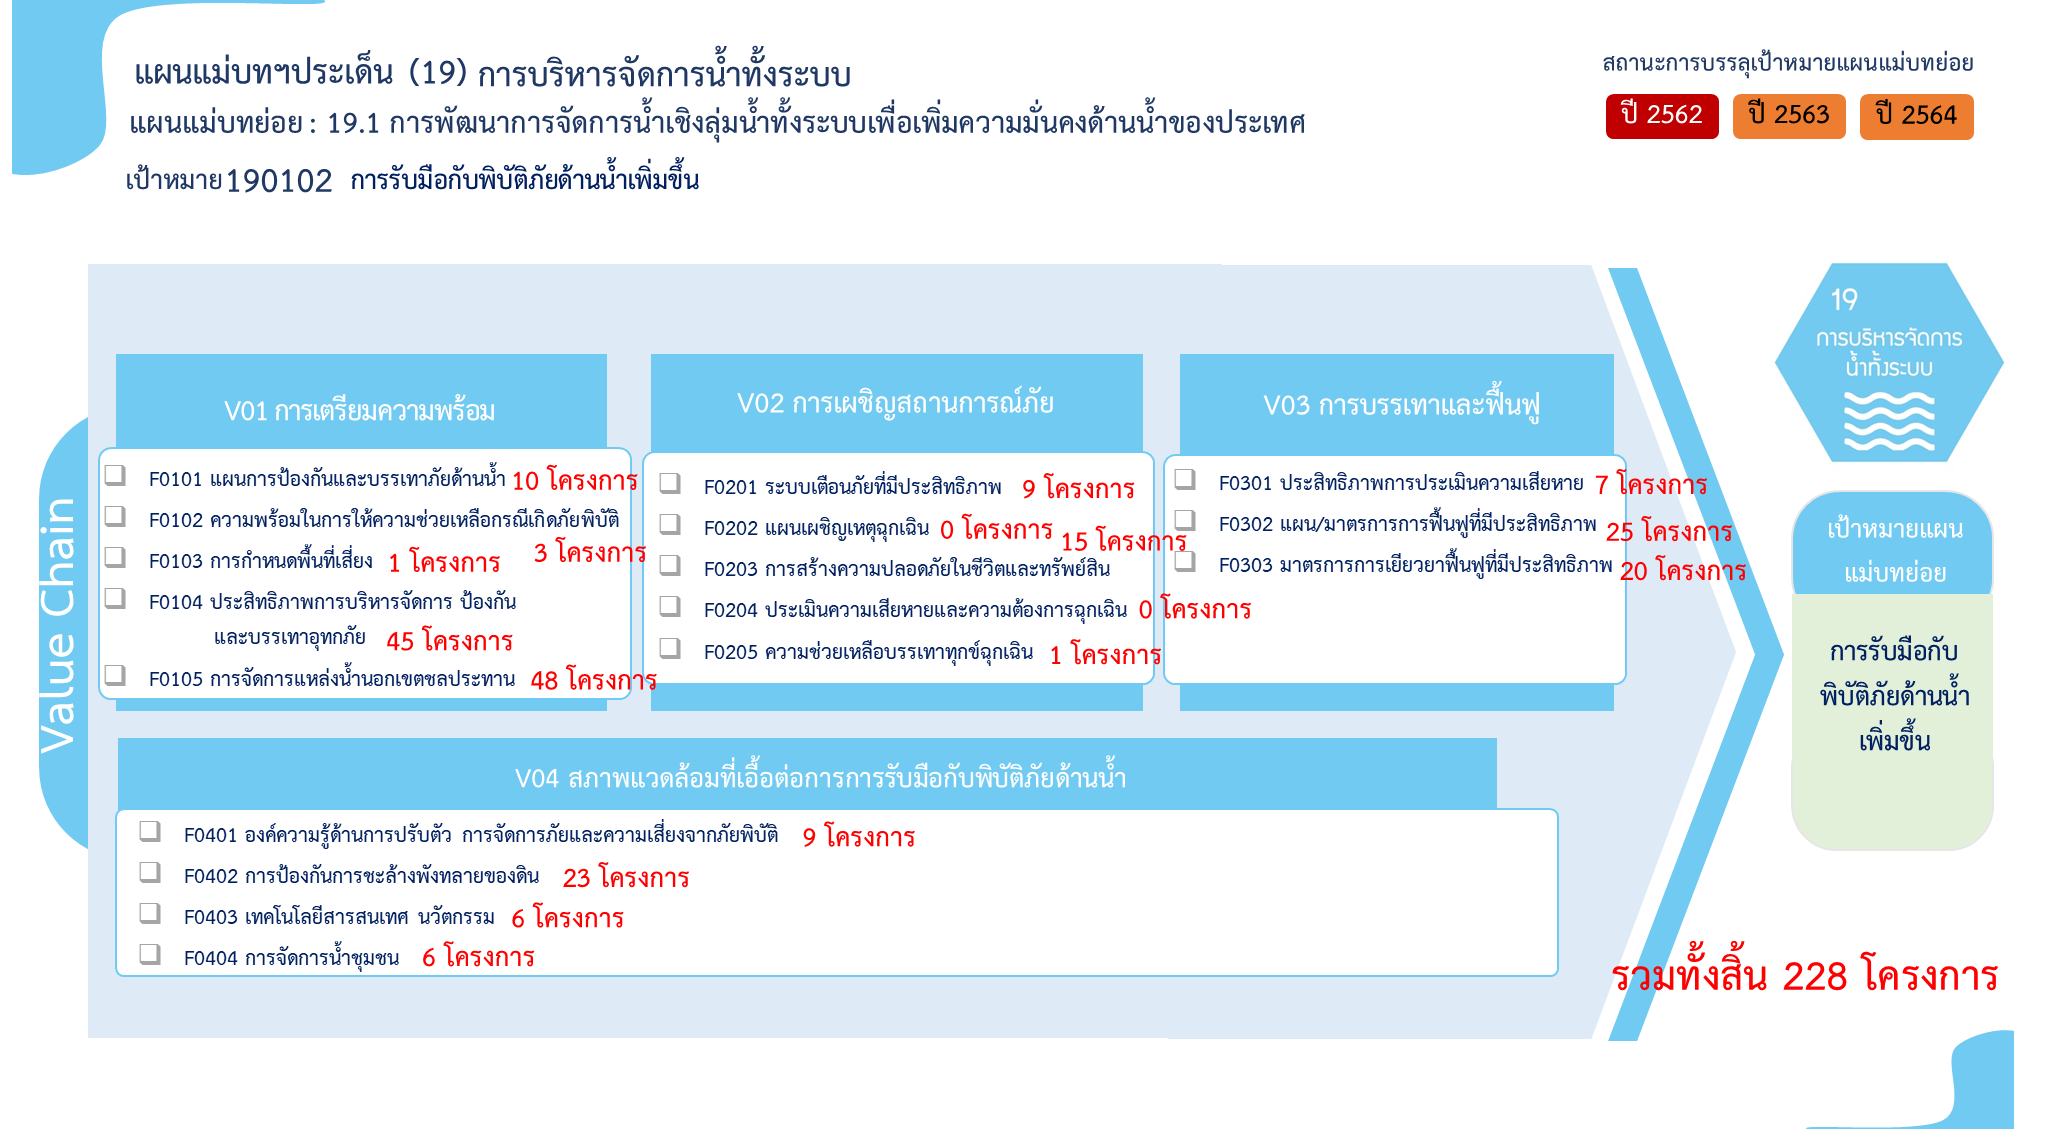 แผนแม่บทฯประเด็น (19) การบริหารจัดการน้ำทั้งระบบ
แผนแม่บทย่อย : 19.1 การพัฒนาการจัดการน้ำเชิงลุ่มน้ำทั้งระบบเพื่อเพิ่มความมั่นคงด้านน้ำของประเทศ
เป้าหมาย 190102 การรับมือกับพิบัติภัยด้านน้ำเพิ่มขึ้น
สถานะการบรรลุเป้าหมายแผนแม่บทย่อย
ปี 2562 ปี 2563 ปี 2564
Value Chain
V01 การเตรียมความพร้อม
F0101 แผนการป้องกันและบรรเทาภัยด้านน้ำ 10 โครงการ
F0102 ความพร้อมในการให้ความช่วยเหลือกรณีเกิดภัยพิบัติ
3 โครงการ
F0103 การกำหนดพื้นที่เสี่ยง 1 โครงการ
F0104 ประสิทธิภาพการบริหารจัดการ ป้องกัน
และบรรเทาอุทกภัย 45 โครงการ
F0105 การจัดการแหล่งน้ำนอกเขตชลประทาน 48 โครงการ
V02 การเผชิญสถานการณ์ภัย
F0201 ระบบเตือนภัยที่มีประสิทธิภาพ 9 โครงการ
F0202 แผนเผชิญเหตุฉุกเฉิน 0 โครงการ
15 โครงการ
F0203 การสร้างความปลอดภัยในชีวิตและทรัพย์สิน
F0204 ประเมินความเสียหายและความต้องการฉุกเฉิน 0 โครงการ
F0205 ความช่วยเหลือบรรเทาทุกข์ฉุกเฉิน 1 โครงการ
V03 การบรรเทาและฟื้นฟู
F0301 ประสิทธิภาพการประเมินความเสียหาย 7 โครงการ
F0302 แผน/มาตรการการฟื้นฟูที่มีประสิทธิภาพ 25 โครงการ
F0303 มาตรการการเยียวยาฟื้นฟูที่มีประสิทธิภาพ 20 โครงการ
V04 สภาพแวดล้อมที่เอื้อต่อการการรับมือกับพิบัติภัยด้านน้ำ
F0401 องค์ความรู้ด้านการปรับตัว การจัดการภัยและความเสี่ยงจากภัยพิบัติ 9 โครงการ
F0402 การป้องกันการชะล้างพังทลายของดิน 23 โครงการ
F0403 เทคโนโลยีสารสนเทศ นวัตกรรม 6 โครงการ
F0404 การจัดการน้ำชุมชน 6 โครงการ
19
การบริหารจัดการ
น้ำทั้งระบบ
เป้าหมายแผน
แม่บทย่อย
การรับมือกับ
พิบัติภัยด้านน้ำ
เพิ่มขึ้น
รวมทั้งสิ้น 228 โครงการ